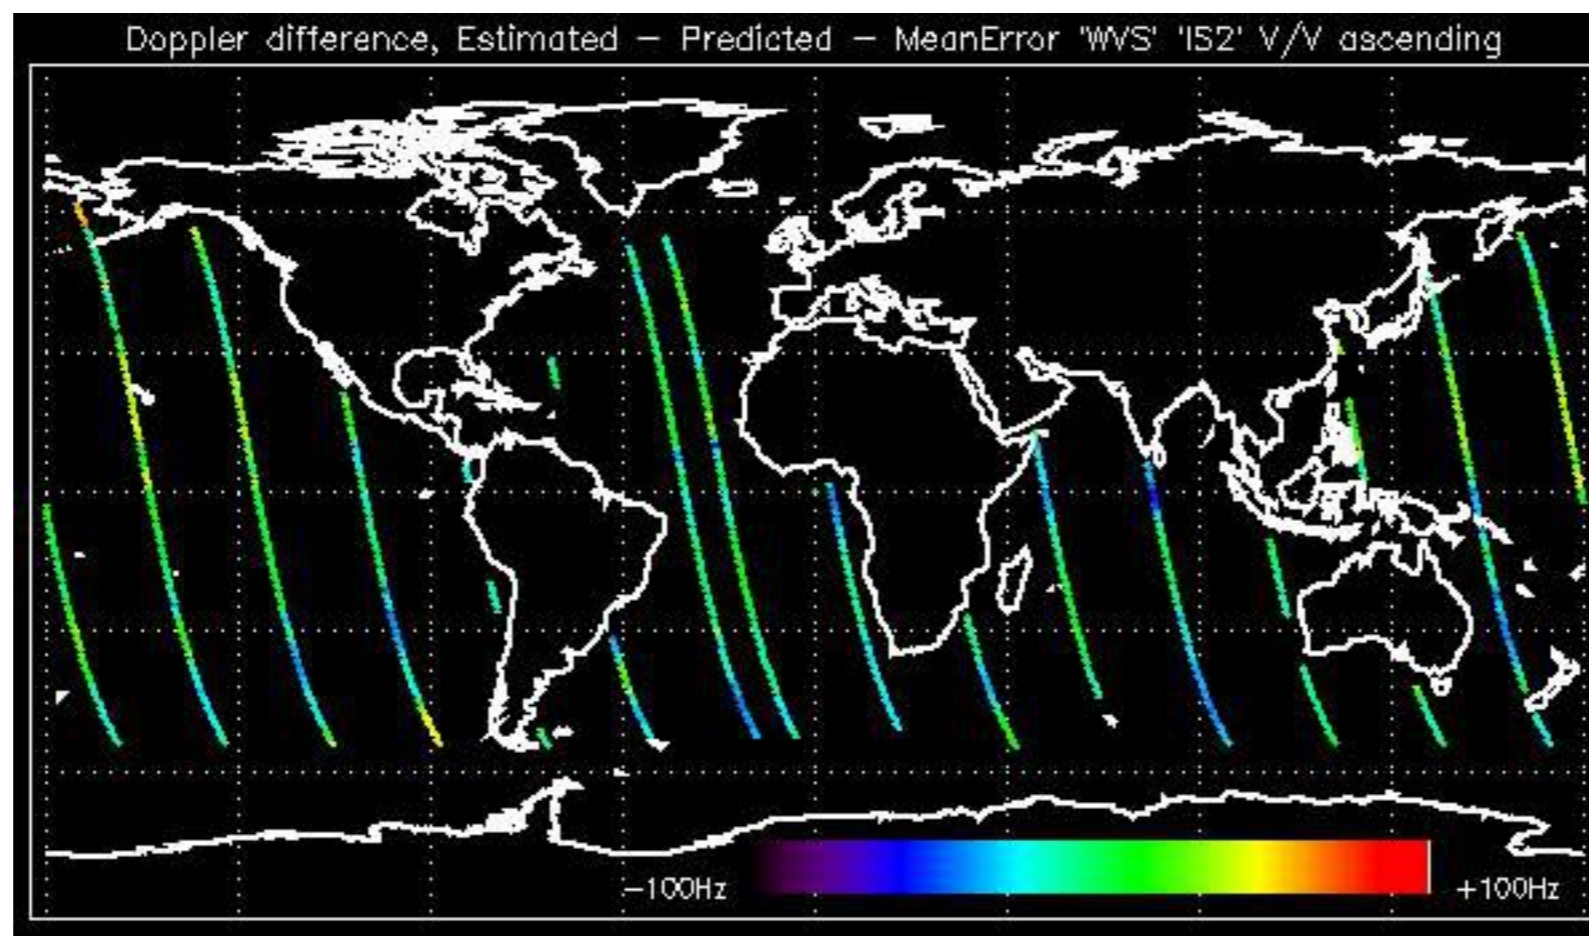 Doppler difference, Estimated – Predicted – MeanError 'WVS' 'IS2' V/V ascending
-100Hz
+100Hz